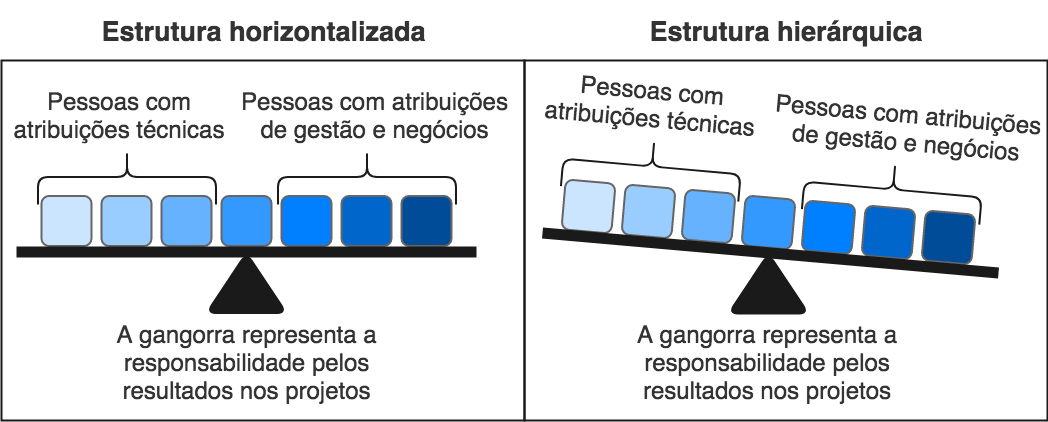 Estrutura horizontalizada
Pessoas com
atribuições técnicas
Pessoas com atribuições
de gestão e negócios
A gangorra representa a
responsabilidade pelos
resultados nos projetos
Estrutura hierárquica
Pessoas com
atribuições técnicas
Pessoas com atribuições
de gestão e negócios
A gangorra representa a
responsabilidade pelos
resultados nos projetos